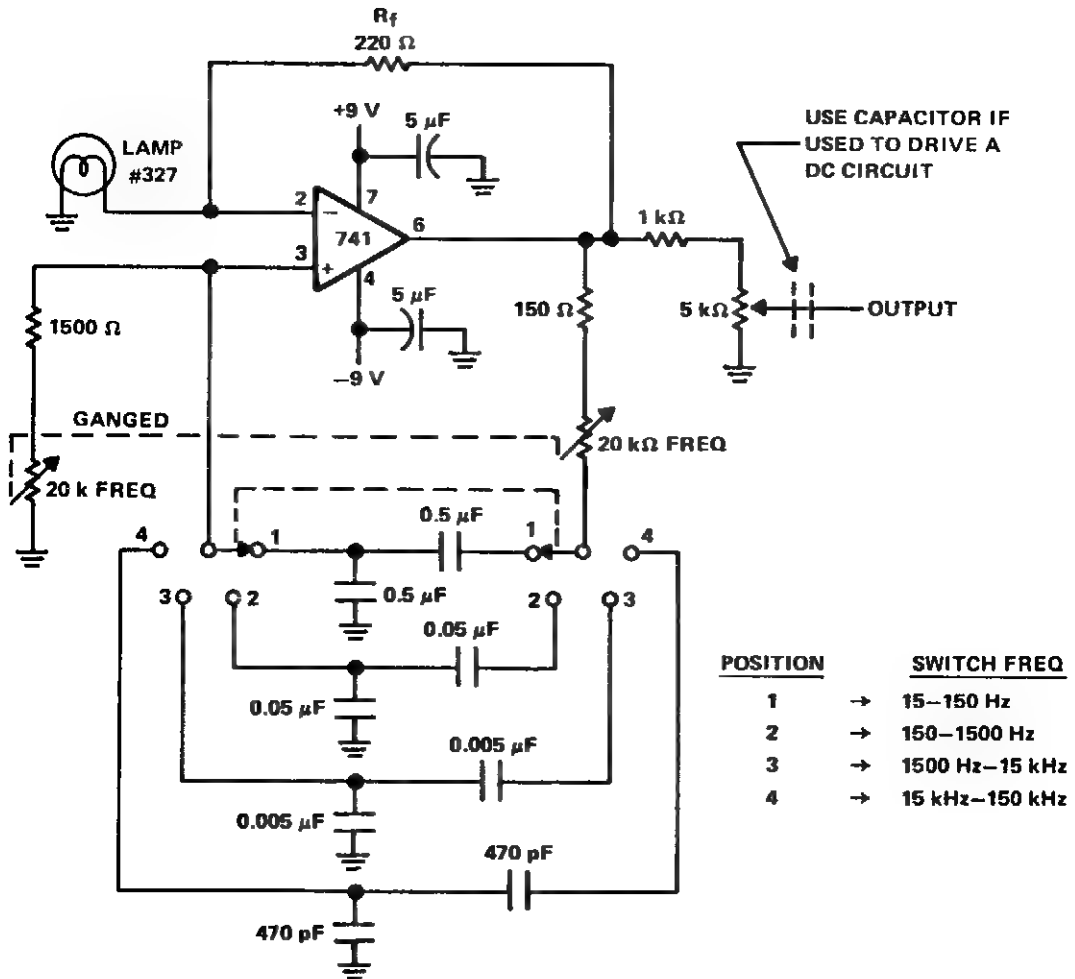 Rf
220 Ω
+9 V
5 µF
LAMP
#327
USE CAPACITOR IF
USED TO DRIVE A
DC CIRCUIT
2
−
7
741
6
3
+
4
1 kΩ
5 µF
−9 V
150 Ω
5 kΩ
OUTPUT
1500 Ω
GANGED
20 kΩ FREQ
20 k FREQ
4
1
0.5 µF
1
4
3
2
0.5 µF
2
3
0.05 µF
0.05 µF
0.005 µF
0.005 µF
470 pF
470 pF
POSITION SWITCH FREQ
1 → 15–150 Hz
2 → 150–1500 Hz
3 → 1500 Hz–15 kHz
4 → 15 kHz–150 kHz